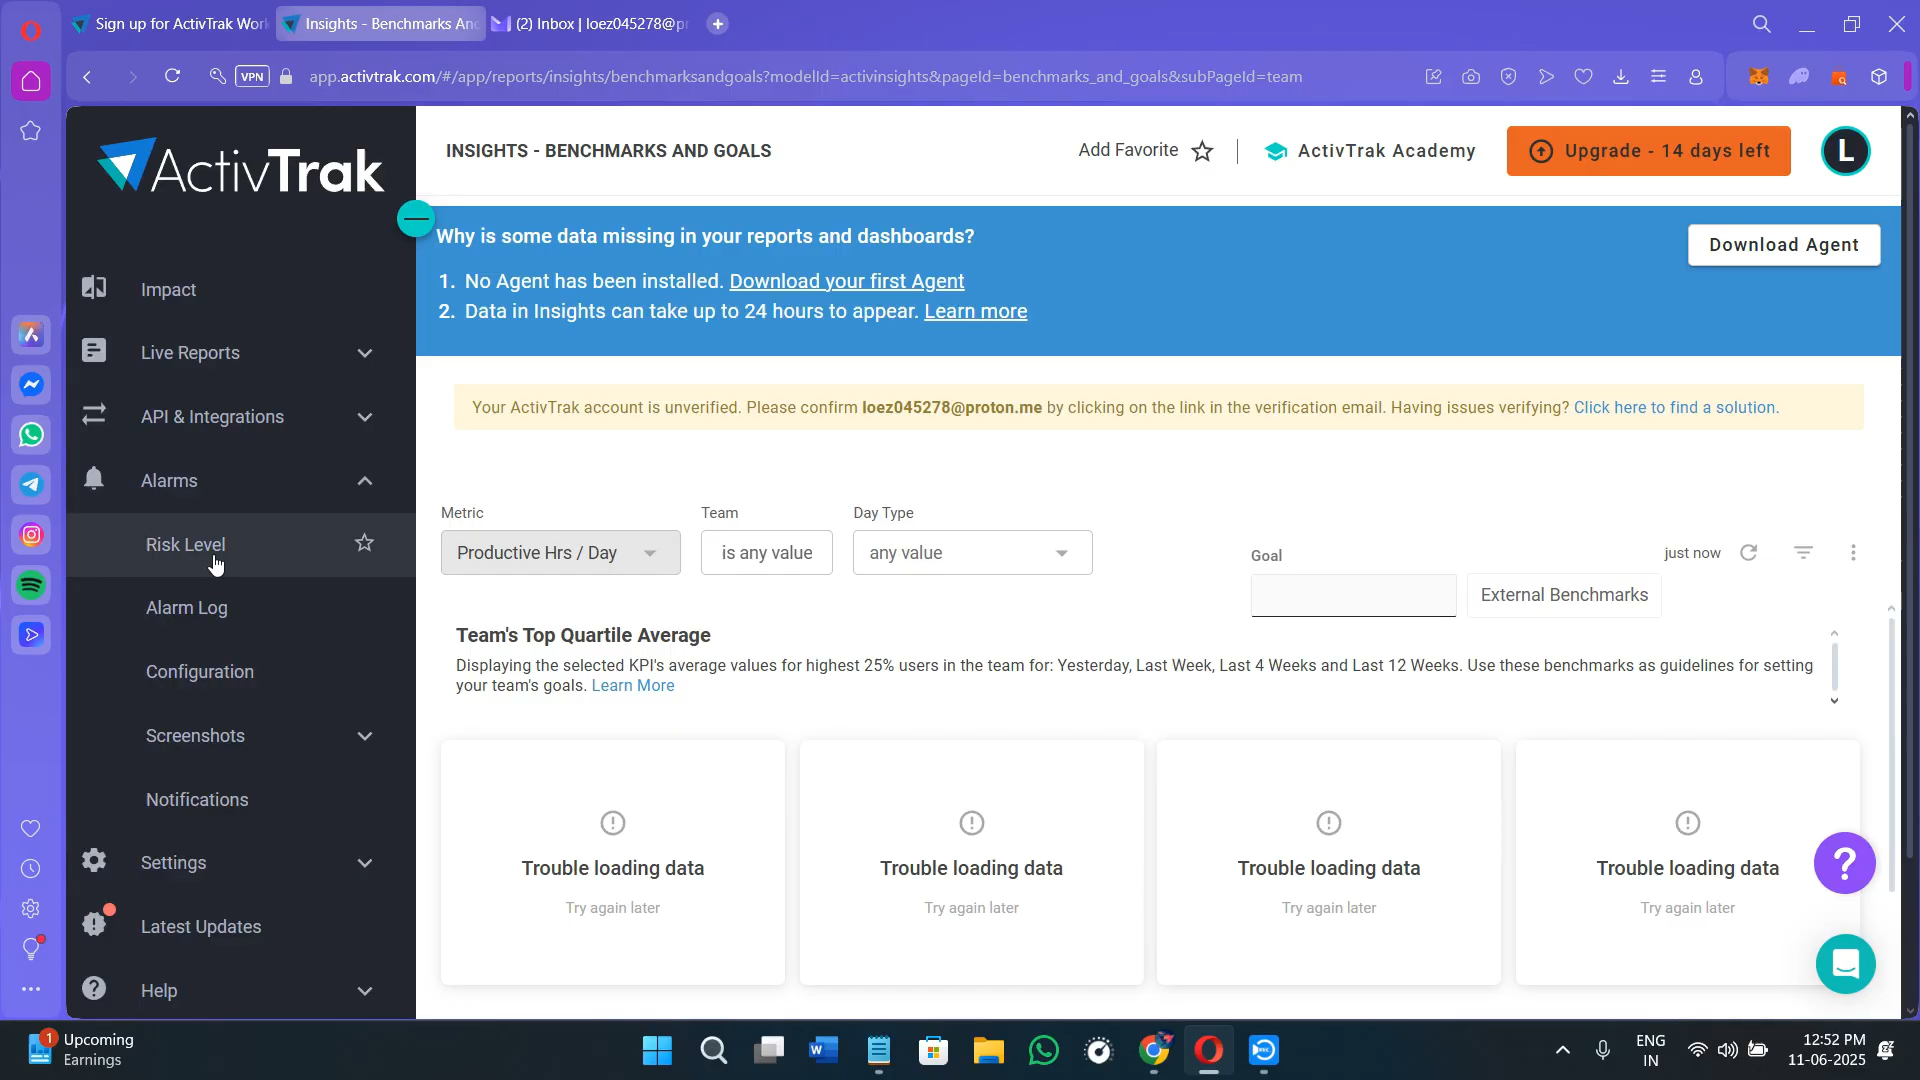 Sign up for ActivTrak Wor
Insights - Benchmarks An
(2) Inbox | loez045278@pr
VPN
app.activtrak.com/#/app/reports/insights/benchmarksandgoals?modelId=activinsights&pageId=benchmarks_and_goals&subPageId=team
ActivTrak
INSIGHTS - BENCHMARKS AND GOALS
Add Favorite
ActivTrak Academy
Upgrade - 14 days left
L
Why is some data missing in your reports and dashboards?
Download Agent
1. No Agent has been installed. Download your first Agent
2. Data in Insights can take up to 24 hours to appear. Learn more
Impact
Live Reports
API & Integrations
Alarms
Risk Level
Alarm Log
Configuration
Screenshots
Notifications
Settings
Latest Updates
Help
Your ActivTrak account is unverified. Please confirm loez045278@proton.me by clicking on the link in the verification email. Having issues verifying? Click here to find a solution.
Metric
Team
Day Type
Productive Hrs / Day
is any value
any value
Goal
just now
External Benchmarks
Team's Top Quartile Average
Displaying the selected KPI's average values for highest 25% users in the team for: Yesterday, Last Week, Last 4 Weeks and Last 12 Weeks. Use these benchmarks as guidelines for setting
your team's goals. Learn More
Trouble loading data
Try again later
Trouble loading data
Try again later
Trouble loading data
Try again later
Trouble loading data
Try again later
?
1
Upcoming
Earnings
ENG
IN
12:52 PM
11-06-2025